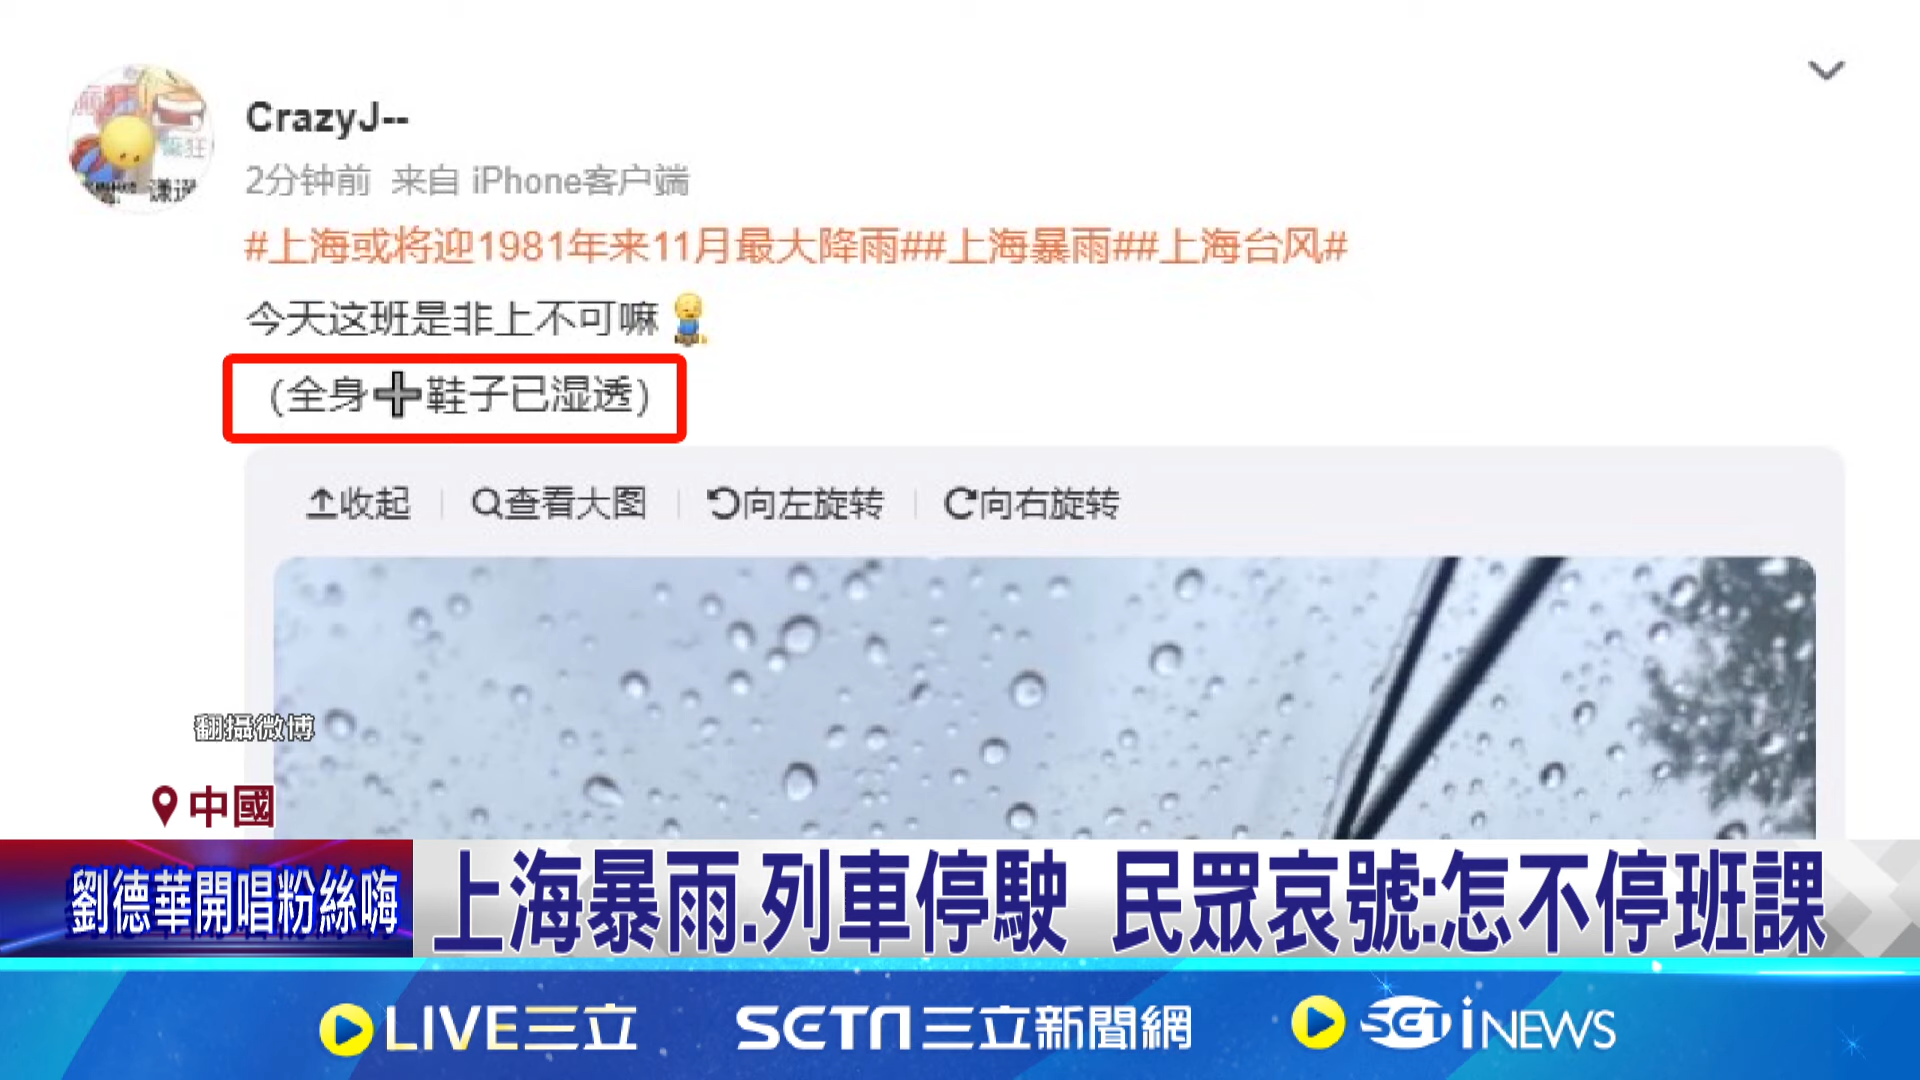 CrazyJ--
2分钟前 来自 iPhone客户端
#上海或将迎1981年来11月最大降雨##上海暴雨##上海台风#
今天这班是非上不可嘛
(全身➕鞋子已湿透)
收起 查看大图 向左旋转 向右旋转
翻攝微博
中國
劉德華開唱粉絲嗨
上海暴雨.列車停駛 民眾哀號:怎不停班課
LIVE三立 SETN三立新聞網 SETiNEWS